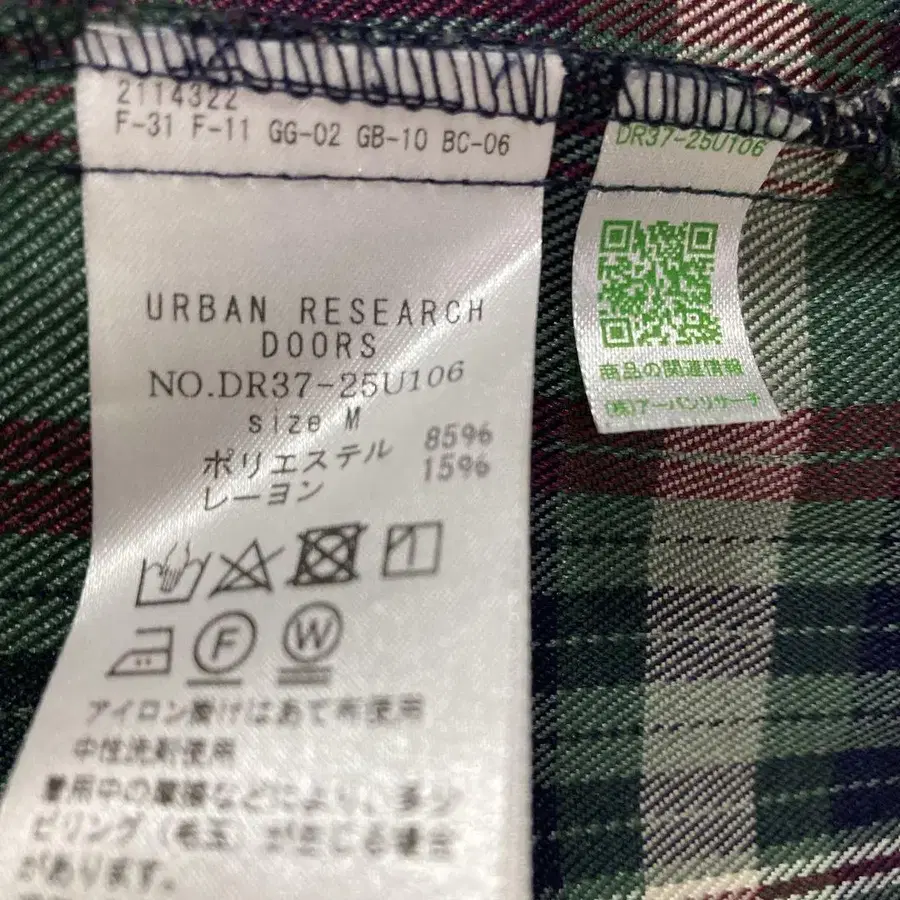 2114322
F-31 F-11 GG-02 GB-10 BC-06
URBAN RESEARCH
DOORS
NO.DR37-25U106
size M
ポリエステル 85%
レーヨン 15%
F W
アイロン掛けはあて布使用
中性洗剤使用
着用中の摩擦などにより、多少
ピリング（毛玉）が生じる場合
があります。
DR37-25U106
商品の関連情報
(株)アーバンリサーチ